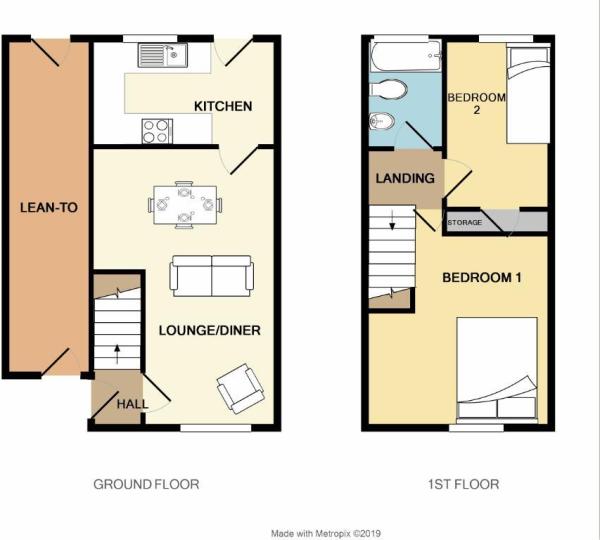 KITCHEN
LEAN-TO
LOUNGE/DINER
HALL
GROUND FLOOR
BEDROOM
2
LANDING
STORAGE
BEDROOM 1
1ST FLOOR
Made with Metropix ©2019